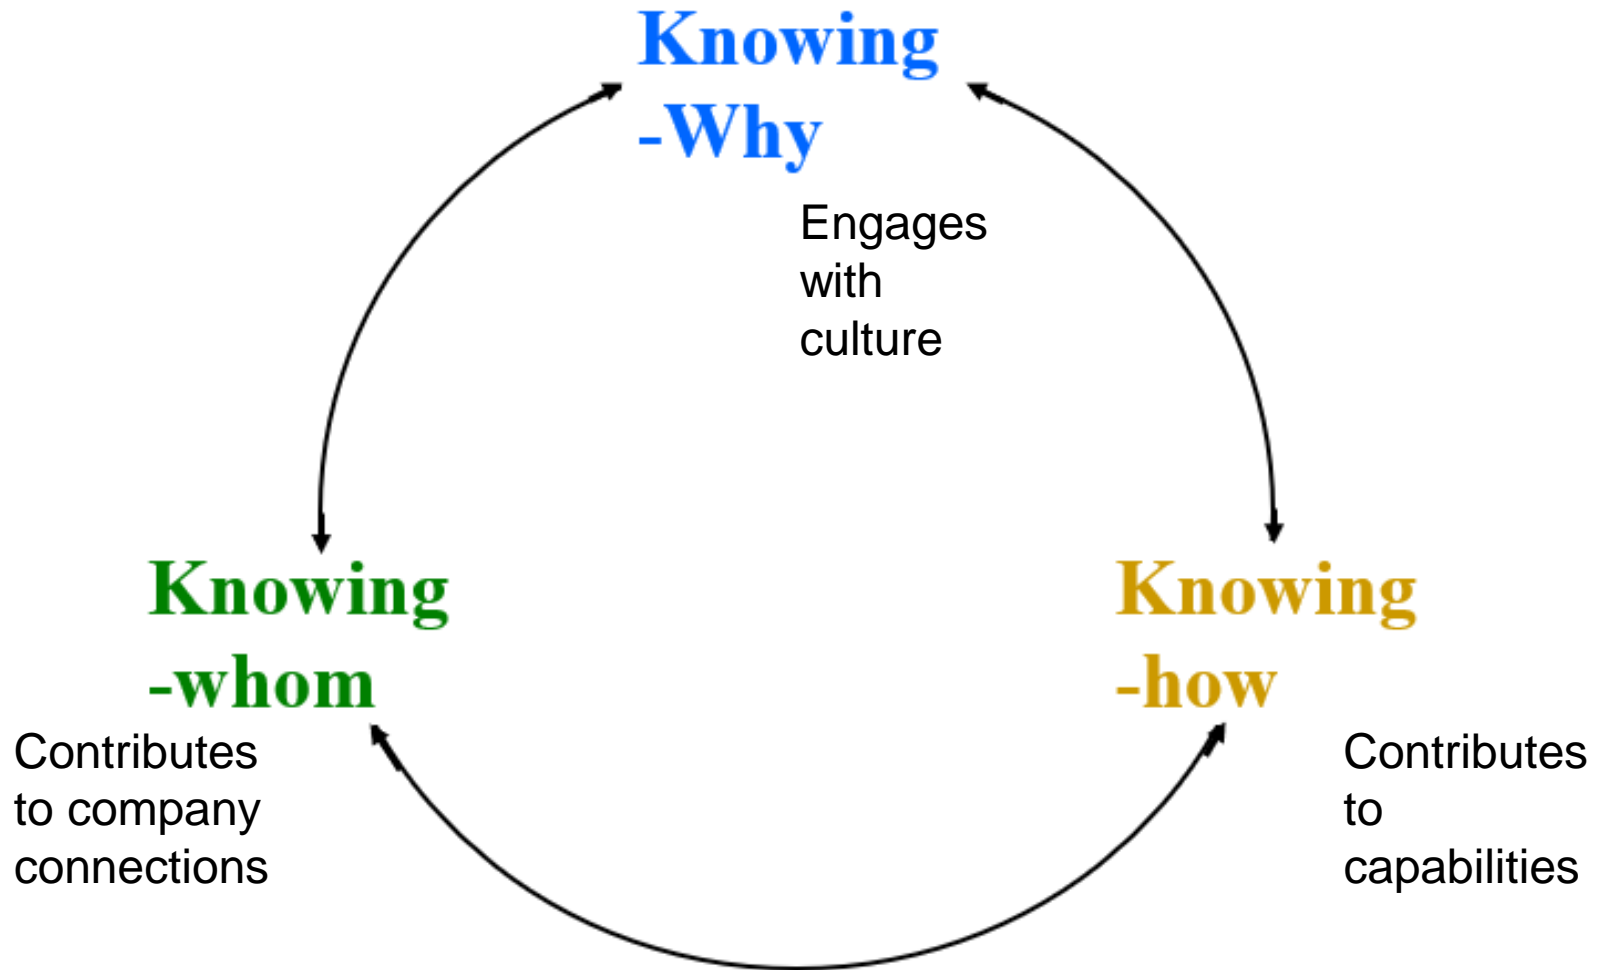 Knowing
-Why
Engages
with
culture
Knowing
-whom
Contributes
to company
connections
Knowing
-how
Contributes
to
capabilities